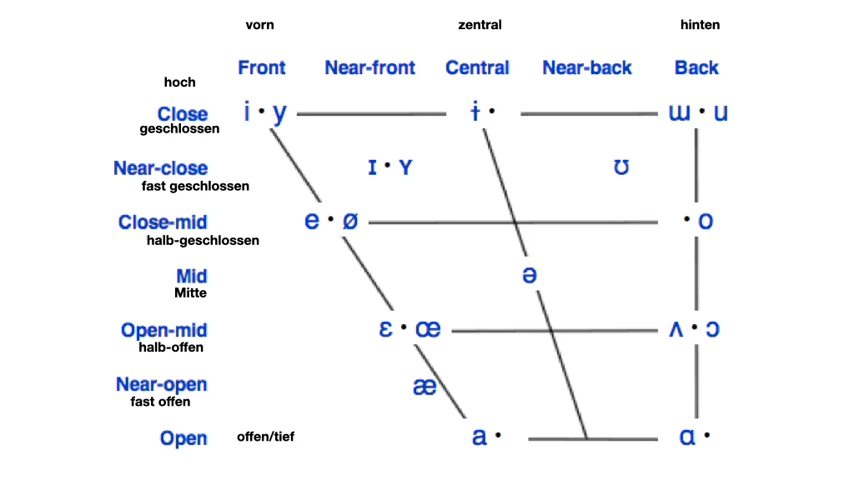 vorn zentral hinten
Front Near-front Central Near-back Back
hoch
Close i • y ɨ • ɯ • u
geschlossen
Near-close ɪ • ʏ ʊ
fast geschlossen
Close-mid e • ø • o
halb-geschlossen
Mid ə
Mitte
Open-mid ɛ • œ ʌ • ɔ
halb-offen
Near-open æ
fast offen
Open offen/tief a • ɑ •